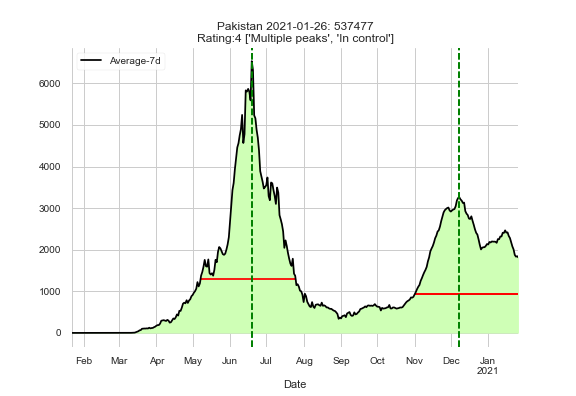 Pakistan 2021-01-26: 537477
Rating:4 ['Multiple peaks', 'In control']
Average-7d
6000
5000
4000
3000
2000
1000
0
Feb Mar Apr May Jun Jul Aug Sep Oct Nov Dec Jan
2021
Date